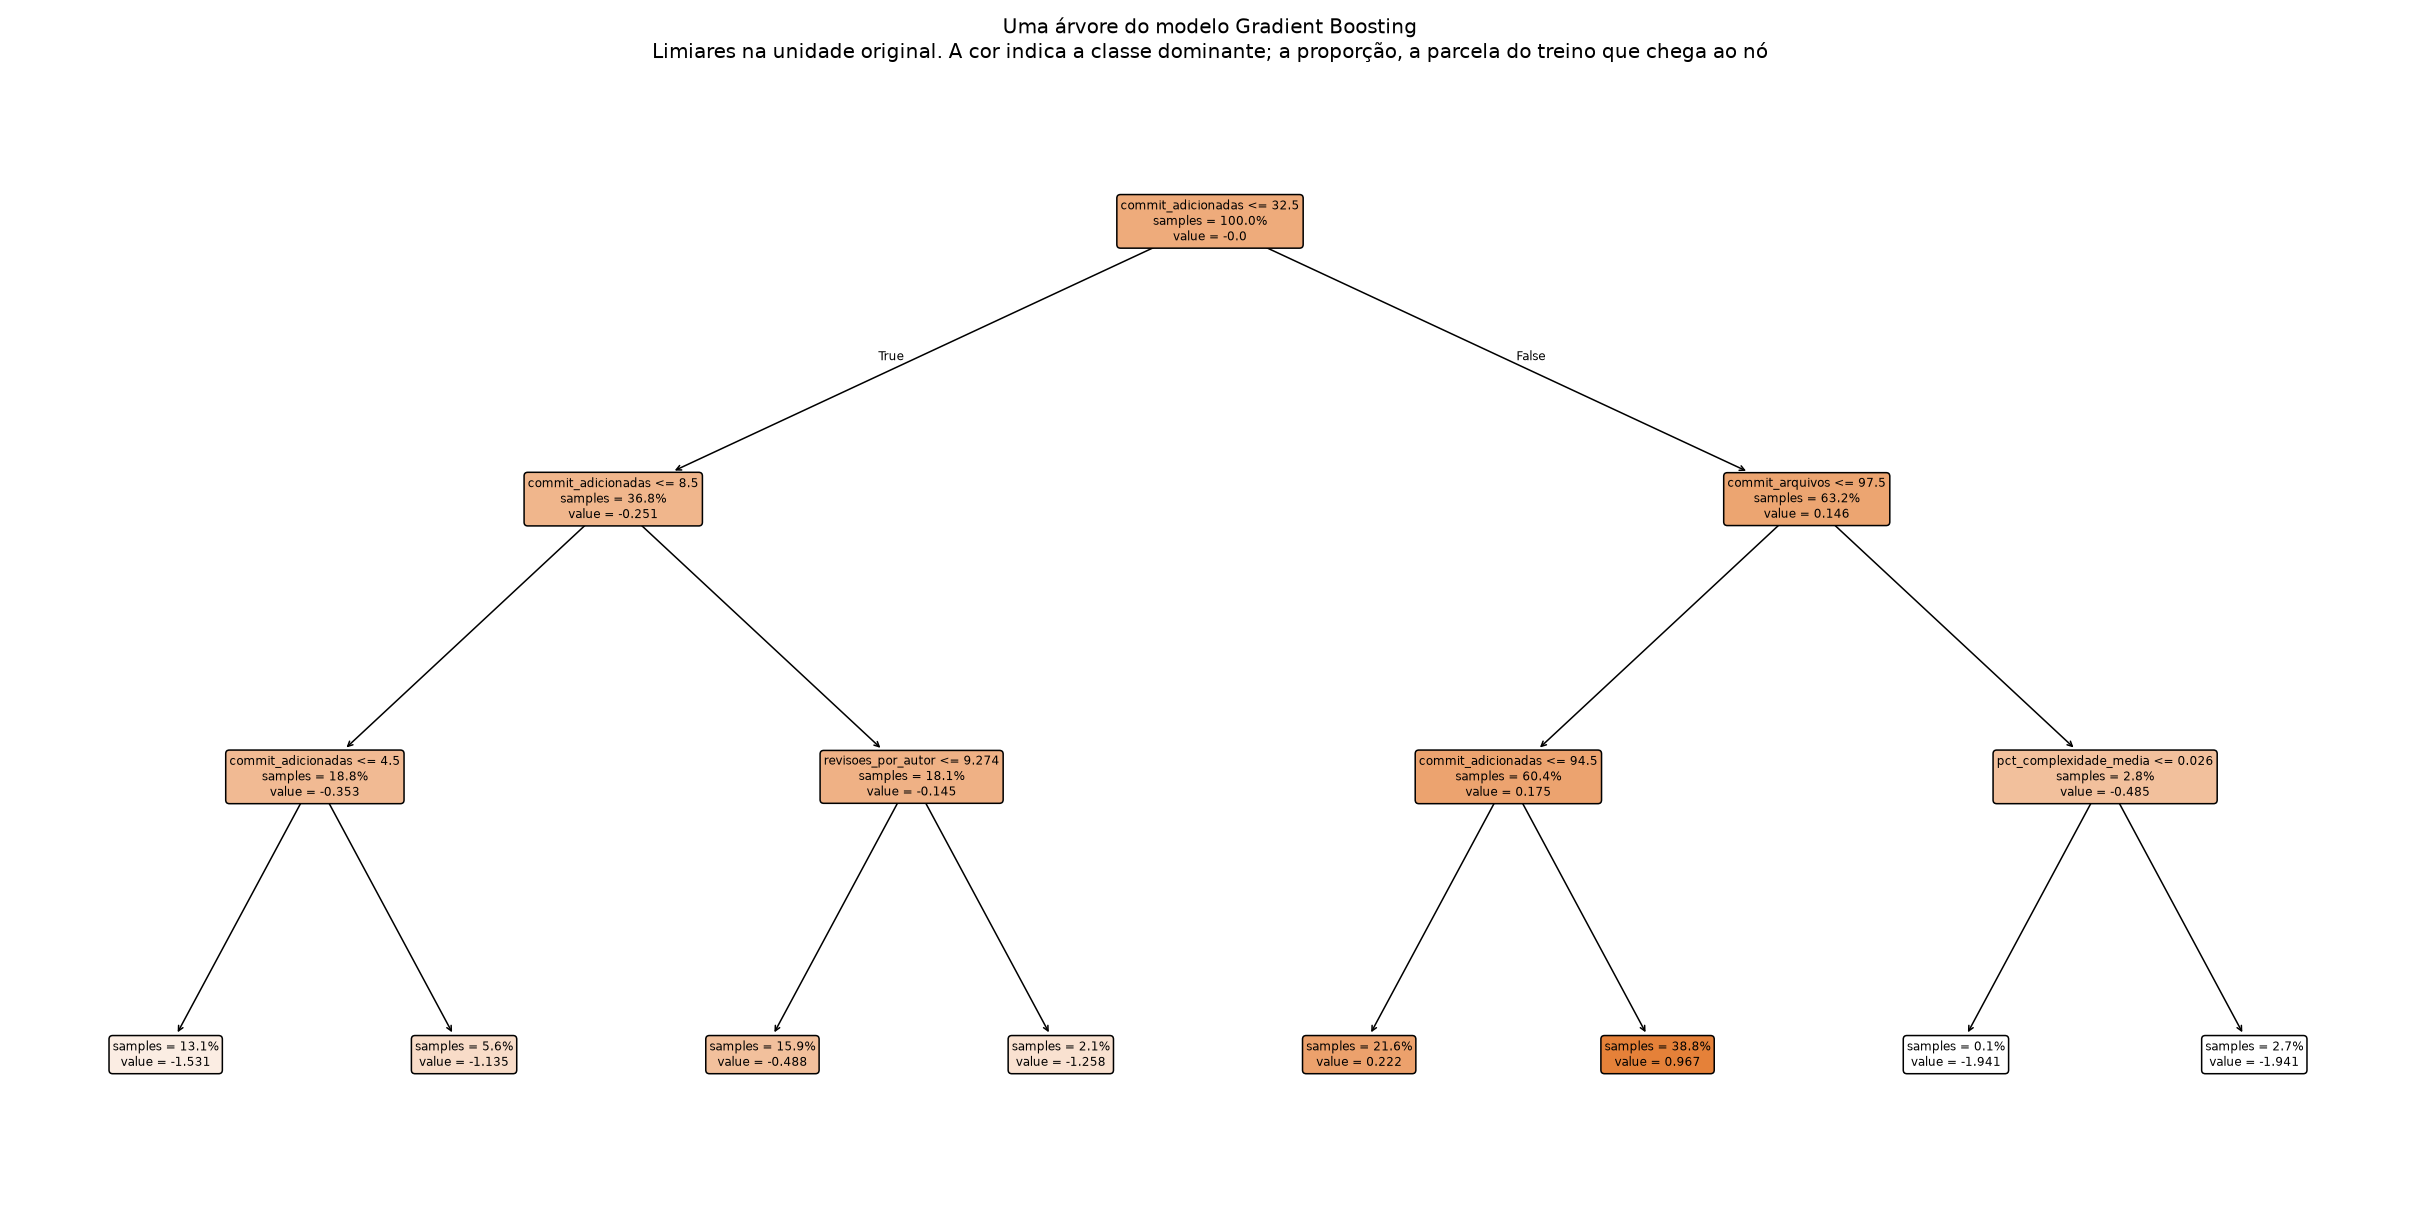 Uma árvore do modelo Gradient Boosting
Limiares na unidade original. A cor indica a classe dominante; a proporção, a parcela do treino que chega ao nó
commit_adicionadas <= 32.5
samples = 100.0%
value = -0.0
True
False
commit_adicionadas <= 8.5
samples = 36.8%
value = -0.251
commit_arquivos <= 97.5
samples = 63.2%
value = 0.146
commit_adicionadas <= 4.5
samples = 18.8%
value = -0.353
revisoes_por_autor <= 9.274
samples = 18.1%
value = -0.145
commit_adicionadas <= 94.5
samples = 60.4%
value = 0.175
pct_complexidade_media <= 0.026
samples = 2.8%
value = -0.485
samples = 13.1%
value = -1.531
samples = 5.6%
value = -1.135
samples = 15.9%
value = -0.488
samples = 2.1%
value = -1.258
samples = 21.6%
value = 0.222
samples = 38.8%
value = 0.967
samples = 0.1%
value = -1.941
samples = 2.7%
value = -1.941